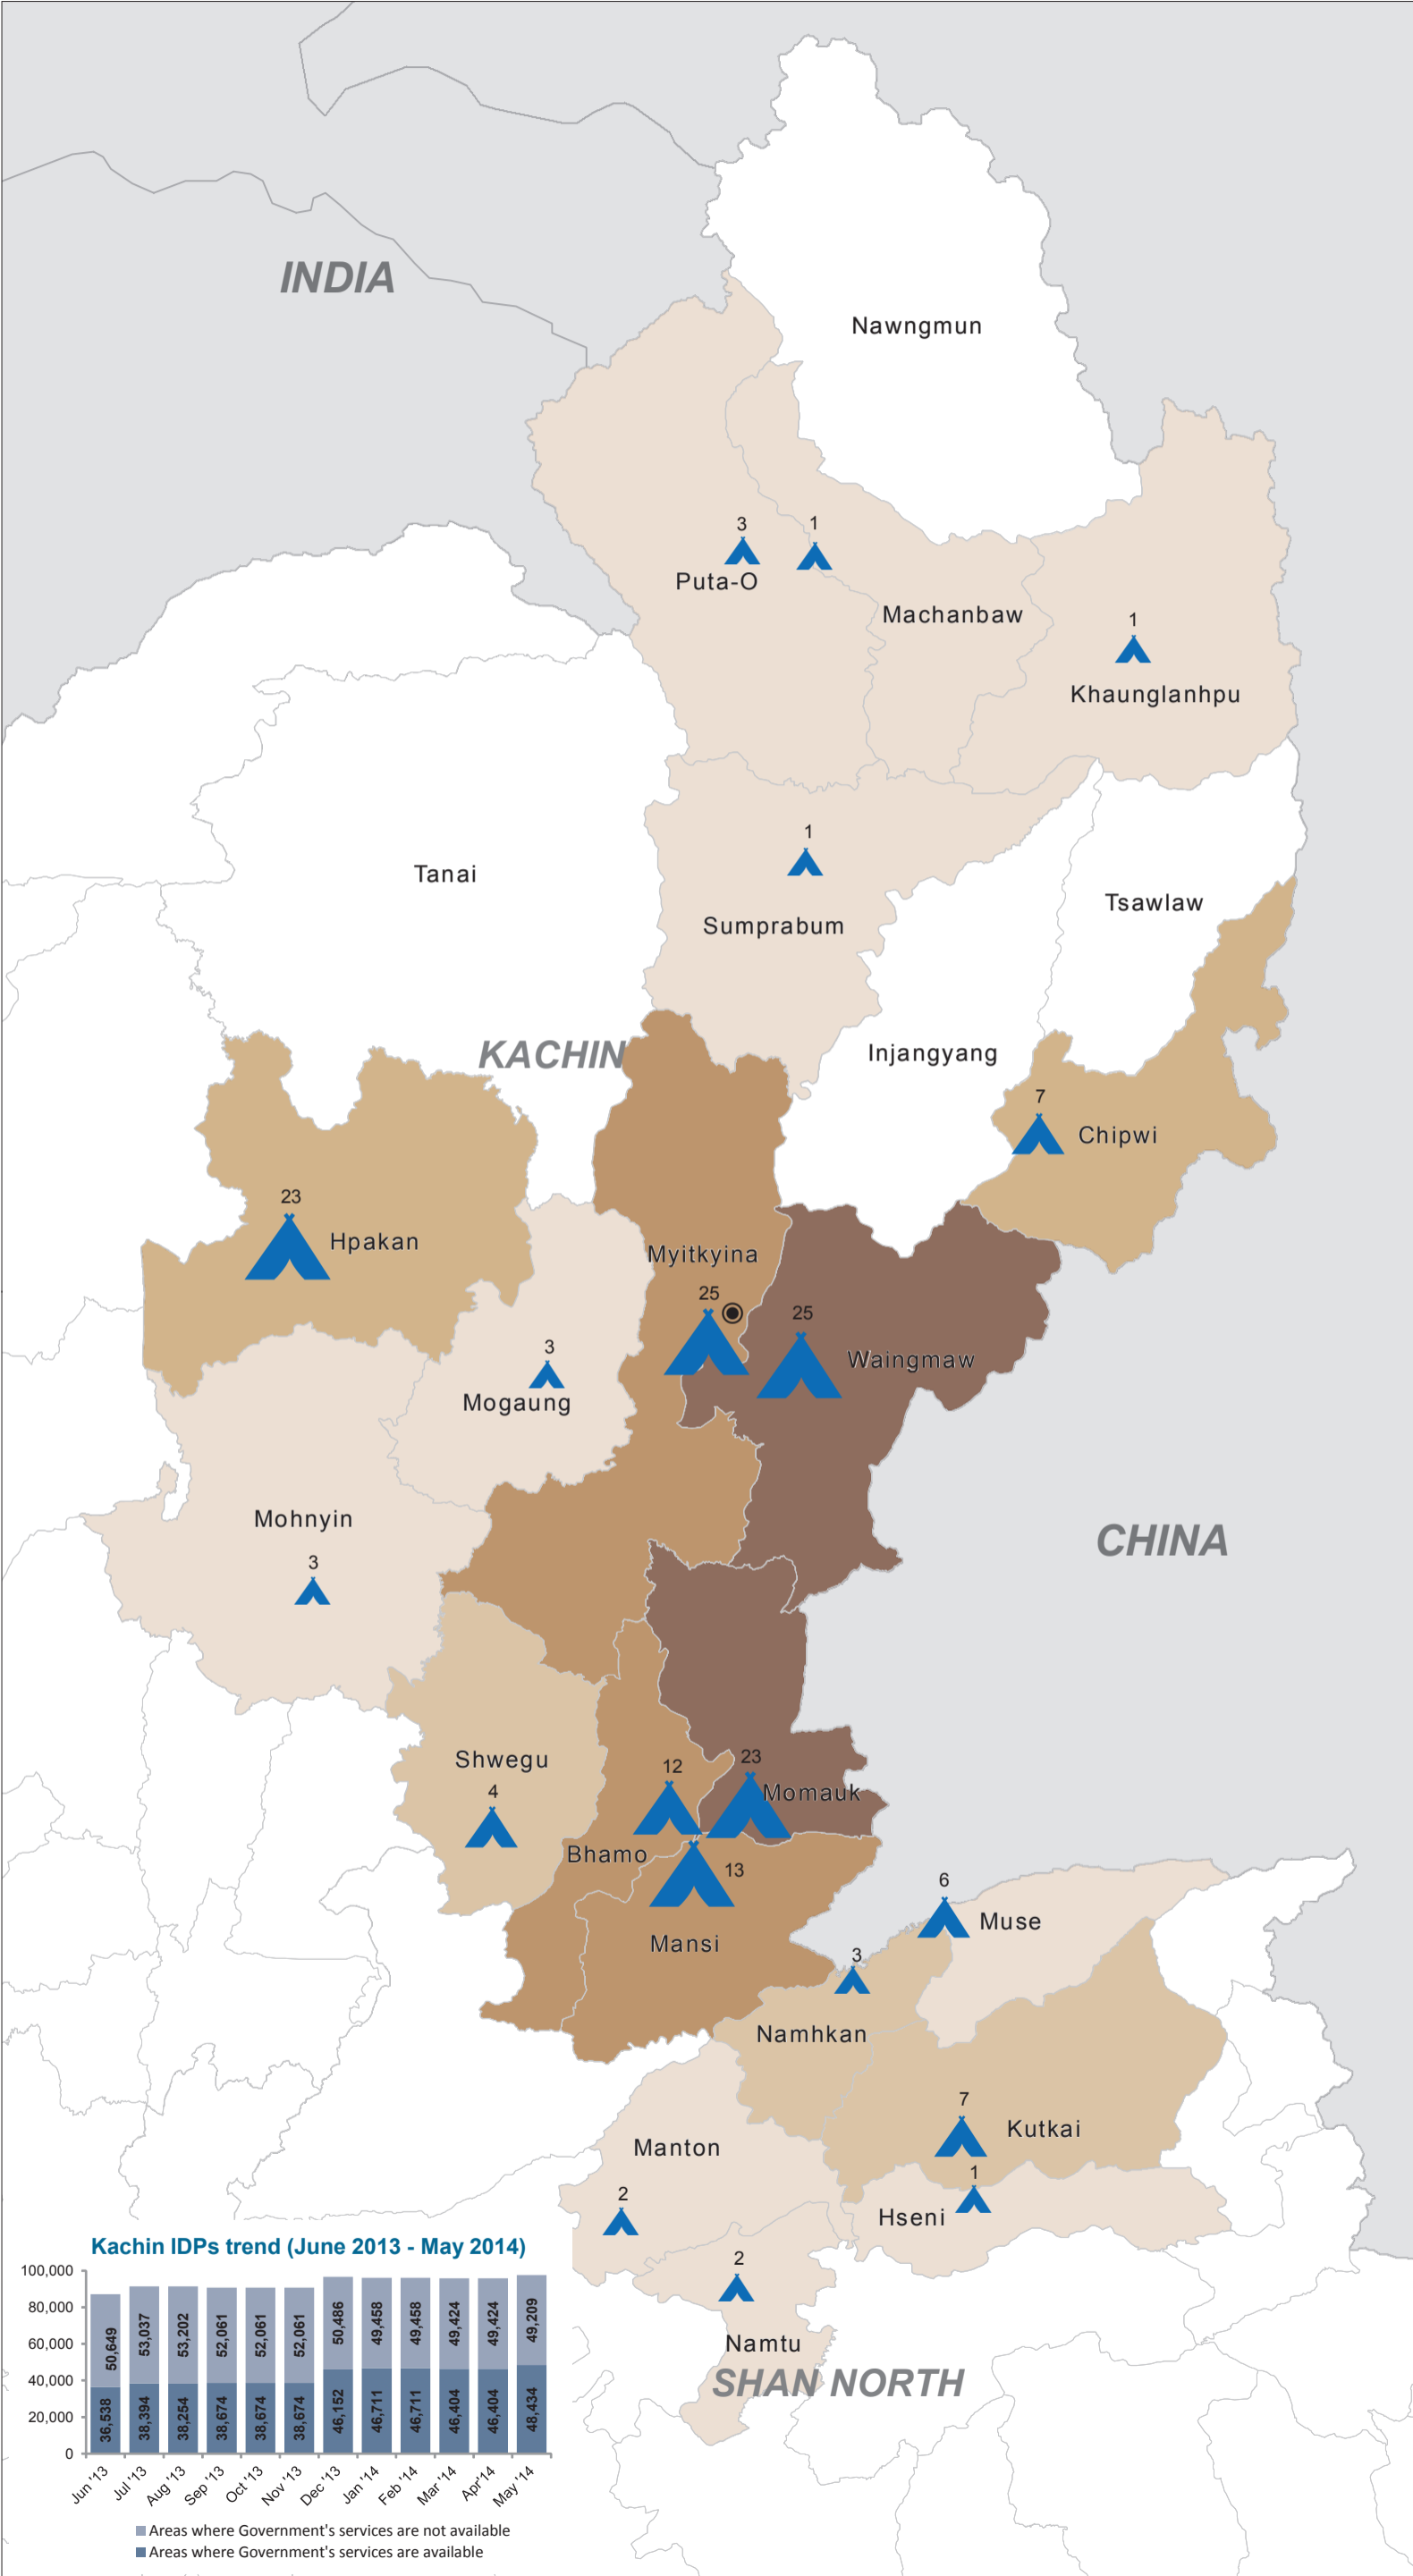 INDIA
Nawngmun
3
1
Puta-O
Machanbaw
1
Khaunglanhpu
1
Tanai
Tsawlaw
Sumprabum
KACHIN
Injangyang
7
Chipwi
23
Hpakan
Myitkyina
25
25
Waingmaw
3
Mogaung
Mohnyin
3
CHINA
Shwegu
4
12
23
Momauk
Bhamo
13
Mansi
6
Muse
3
Namhkan
7
Kutkai
Manton
1
2
Hseni
2
Namtu
SHAN NORTH
Kachin IDPs trend (June 2013 - May 2014)
100,000
80,000
60,000
40,000
20,000
0
50,649
53,037
53,202
52,061
52,061
52,061
50,486
49,458
49,458
49,424
49,424
49,209
36,538
38,394
38,254
38,674
38,674
38,674
46,152
46,711
46,711
46,404
46,404
48,434
Jun '13
Jul '13
Aug'13
Sep '13
Oct '13
Nov '13
Dec '13
Jan '14
Feb '14
Mar '14
Apr'14
May '14
Areas where Government's services are not available
Areas where Government's services are available